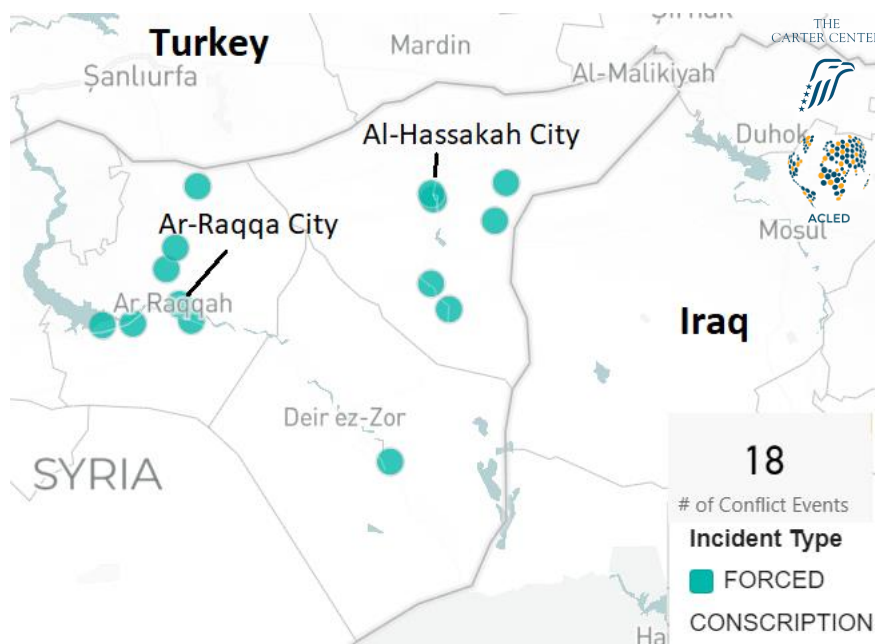 THE
CARTER CENTER
Turkey
Mardin
Şanlıurfa
Al-Malikiyah
Al-Hassakah City
Duhok
ACLED
Mosul
Ar-Raqqa City
Ar Raqqah
Iraq
Deir ez-Zor
SYRIA
18
# of Conflict Events
Incident Type
FORCED
CONSCRIPTION
Ha